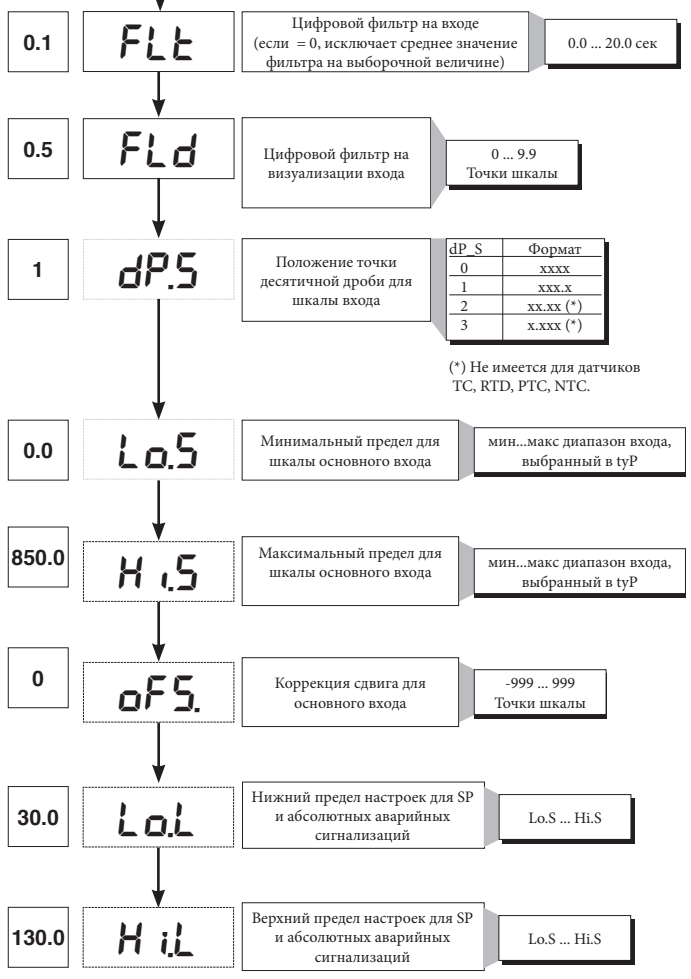 0.1
FLt
Цифровой фильтр на входе
(если = 0, исключает среднее значение
фильтра на выборочной величине)
0.0 ... 20.0 сек
0.5
FLd
Цифровой фильтр на
визуализации входа
0 ... 9.9
Точки шкалы
1
dP.S
Положение точки
десятичной дроби для
шкалы входа
dP_S Формат
0 xxxx
1 xxx.x
2 xx.xx (*)
3 x.xxx (*)
(*) Не имеется для датчиков
TC, RTD, PTC, NTC.
0.0
Lo.S
Минимальный предел для
шкалы основного входа
мин...макс диапазон входа,
выбранный в tyP
850.0
Hi.S
Максимальный предел для
шкалы основного входа
мин...макс диапазон входа,
выбранный в tyP
0
oFS.
Коррекция сдвига для
основного входа
-999 ... 999
Точки шкалы
30.0
Lo.L
Нижний предел настроек для SP
и абсолютных аварийных
сигнализаций
Lo.S ... Hi.S
130.0
Hi.L
Верхний предел настроек для SP
и абсолютных аварийных
сигнализаций
Lo.S ... Hi.S